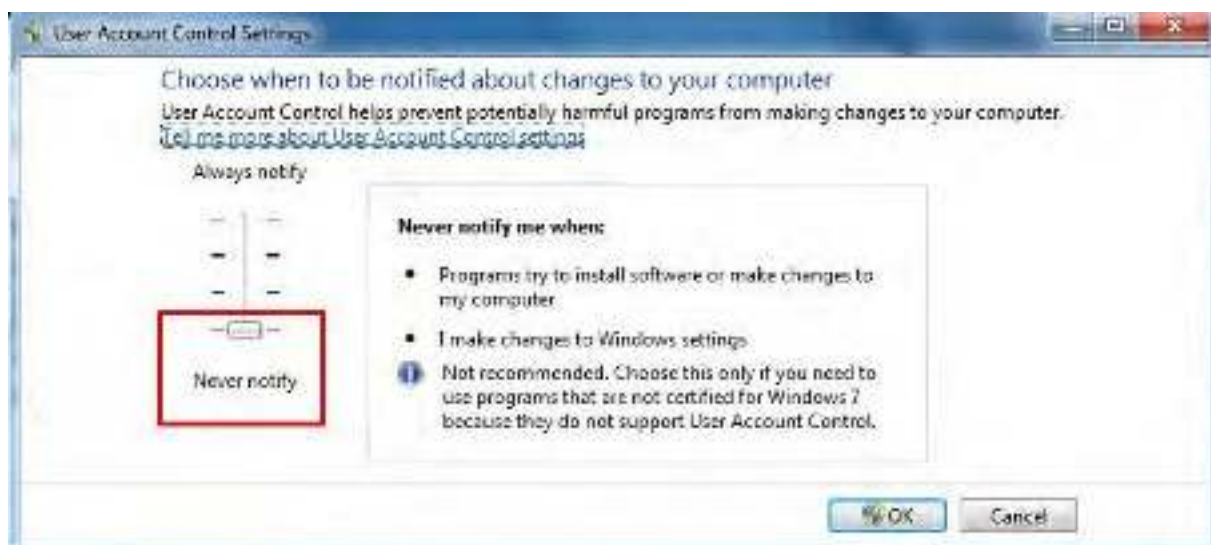 User Account Control Settings
Choose when to be notified about changes to your computer
User Account Control helps prevent potentially harmful programs from making changes to your computer.
Tell me more about User Account Control settings
Always notify
Never notify me when:
• Programs try to install software or make changes to
my computer
• I make changes to Windows settings
Not recommended. Choose this only if you need to
use programs that are not certified for Windows 7
because they do not support User Account Control.
Never notify
OK
Cancel